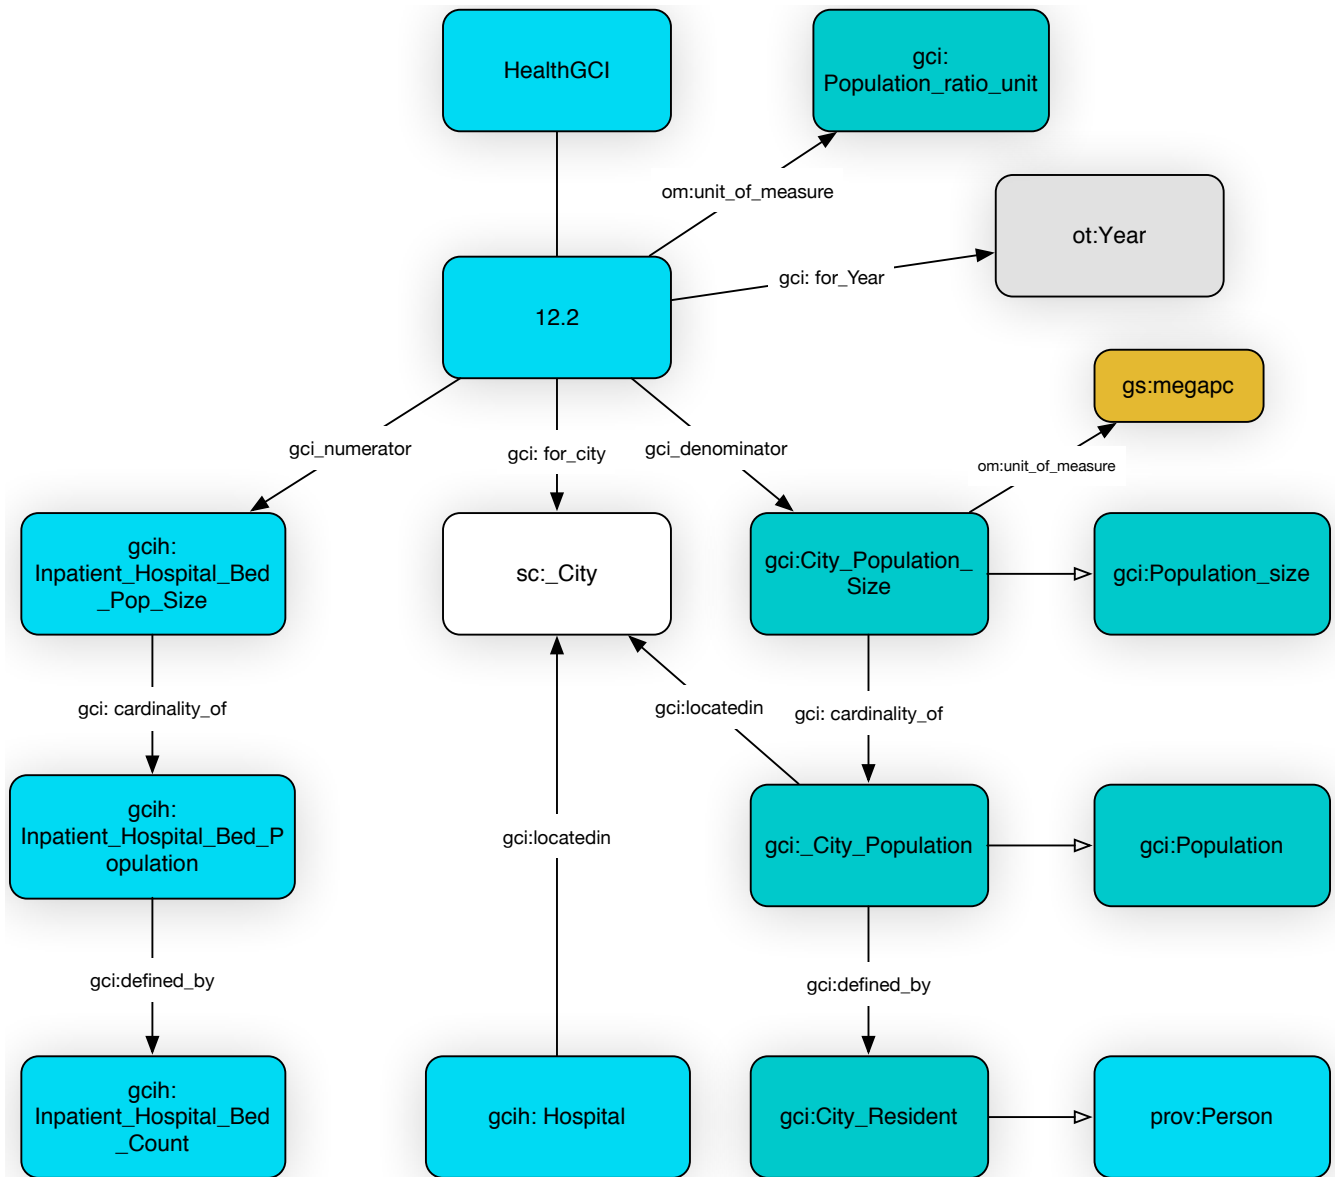 HealthGCI
gci:
Population_ratio_unit
om:unit_of_measure
ot:Year
gci: for_Year
12.2
gs:megapc
gci_numerator
gci: for_city
gci_denominator
om:unit_of_measure
gcih:
Inpatient_Hospital_Bed
_Pop_Size
sc:_City
gci:City_Population_
Size
gci:Population_size
gci: cardinality_of
gci:locatedin
gci: cardinality_of
gcih:
Inpatient_Hospital_Bed_P
opulation
gci:locatedin
gci:_City_Population
gci:Population
gci:defined_by
gci:defined_by
gcih:
Inpatient_Hospital_Bed
_Count
gcih: Hospital
gci:City_Resident
prov:Person